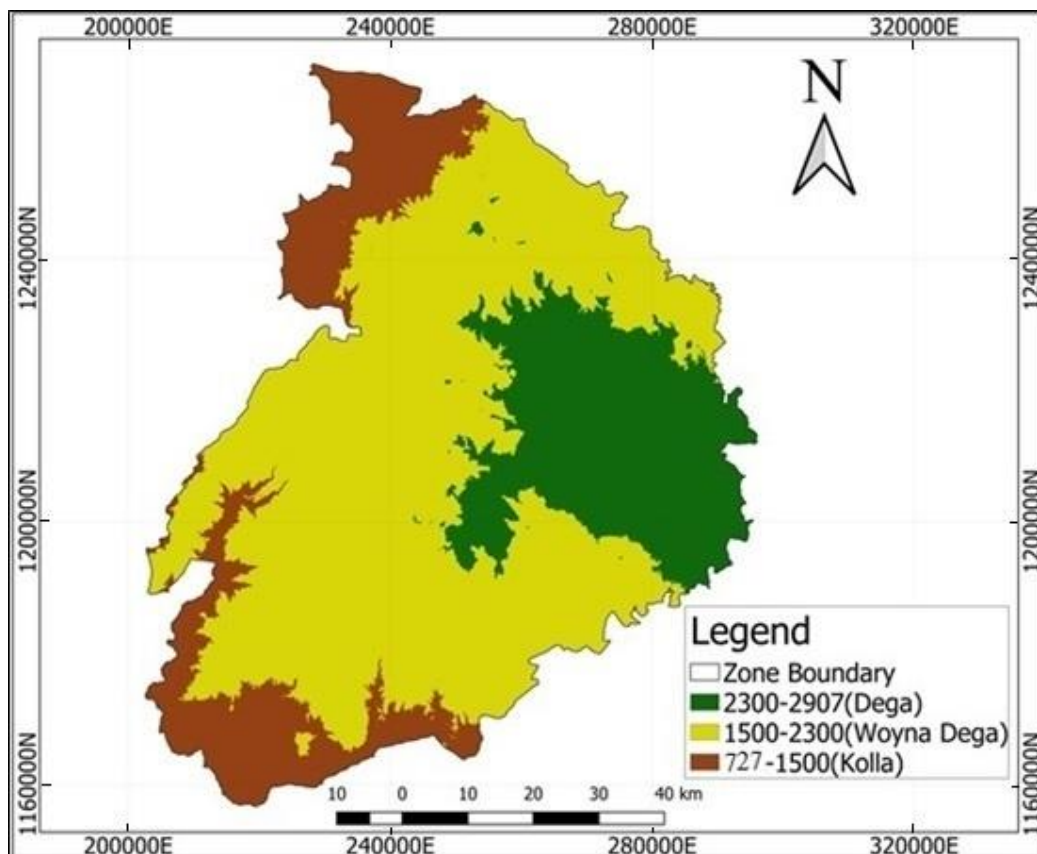 200000E 240000E 280000E 320000E
N
1240000N 1240000N
1200000N 1200000N
Legend
Zone Boundary
2300-2907(Dega)
1500-2300(Woyna Dega)
727-1500(Kolla)
1160000N 1160000N
10 0 10 20 30 40 km
200000E 240000E 280000E 320000E